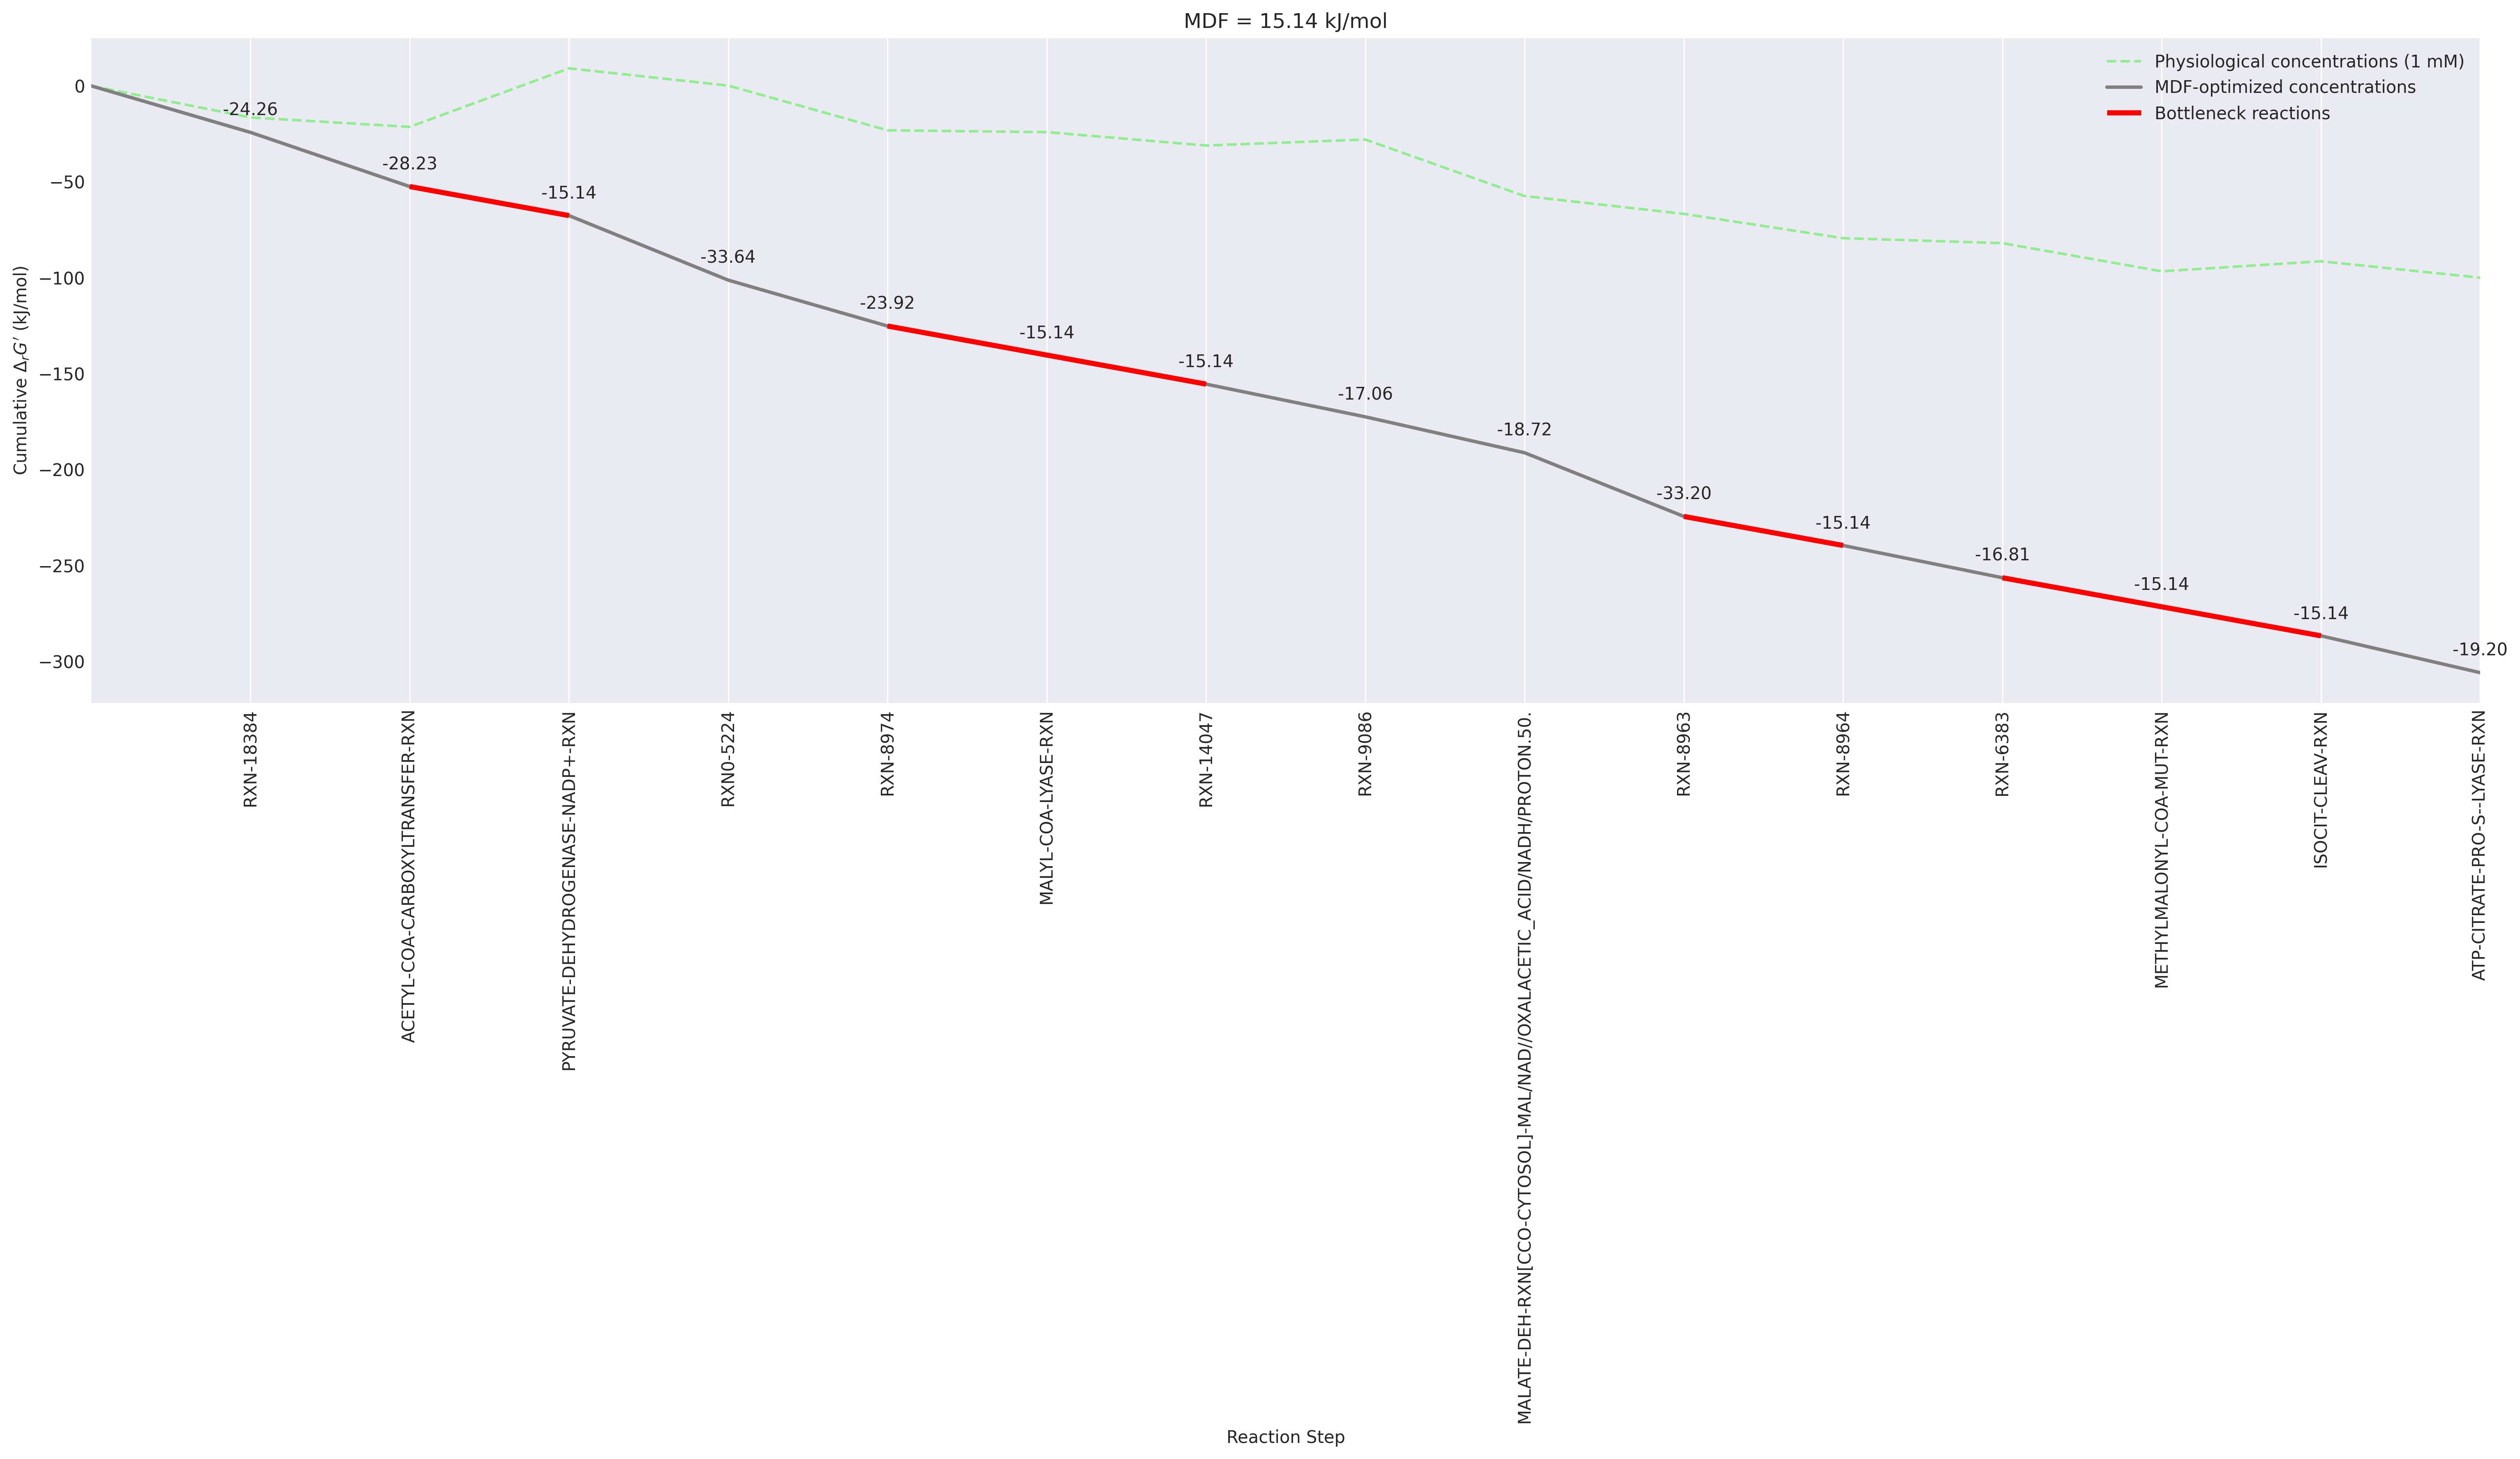 MDF = 15.14 kJ/mol
Physiological concentrations (1 mM)
MDF-optimized concentrations
Bottleneck reactions
Cumulative ΔrG′ (kJ/mol)
0
−50
−100
−150
−200
−250
−300
-24.26
-28.23
-15.14
-33.64
-23.92
-15.14
-15.14
-17.06
-18.72
-33.20
-15.14
-16.81
-15.14
-15.14
-19.20
RXN-18384
ACETYL-COA-CARBOXYLTRANSFER-RXN
PYRUVATE-DEHYDROGENASE-NADP+-RXN
RXN0-5224
RXN-8974
MALYL-COA-LYASE-RXN
RXN-14047
RXN-9086
MALATE-DEH-RXN[CCO-CYTOSOL]-MAL/NAD//OXALACETIC_ACID/NADH/PROTON.50.
RXN-8963
RXN-8964
RXN-6383
METHYLMALONYL-COA-MUT-RXN
ISOCIT-CLEAV-RXN
ATP-CITRATE-PRO-S--LYASE-RXN
Reaction Step